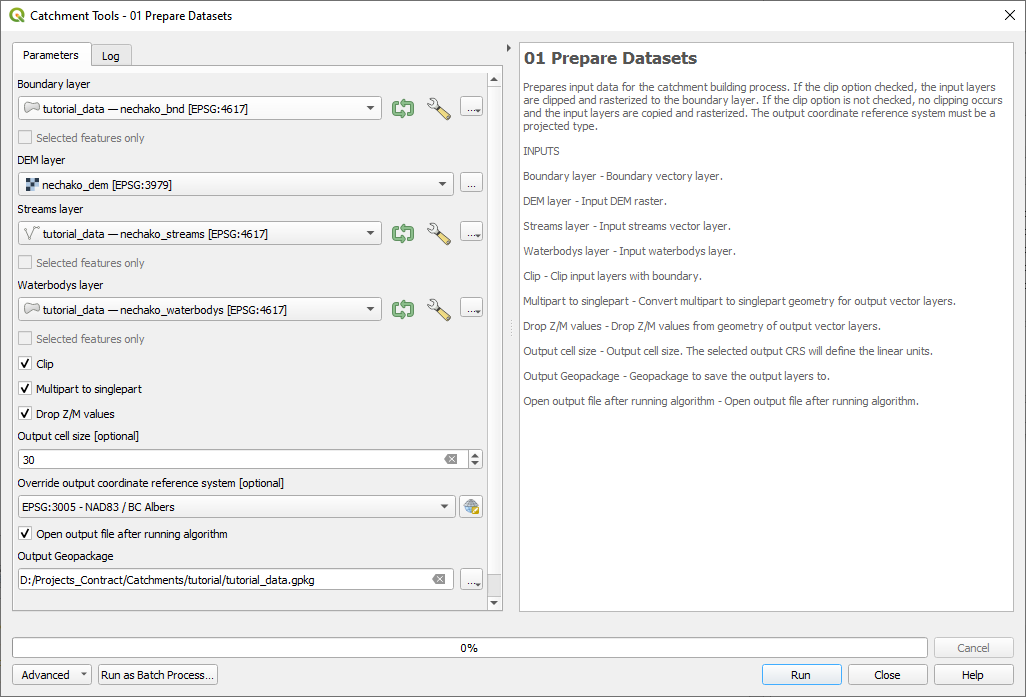 Catchment Tools - 01 Prepare Datasets
Parameters
Log
Boundary layer
tutorial_data — nechako_bnd [EPSG:4617]
...
Selected features only
DEM layer
nechako_dem [EPSG:3979]
...
Streams layer
tutorial_data — nechako_streams [EPSG:4617]
...
Selected features only
Waterbodys layer
tutorial_data — nechako_waterbodys [EPSG:4617]
...
Selected features only
Clip
Multipart to singlepart
Drop Z/M values
Output cell size [optional]
30
Override output coordinate reference system [optional]
EPSG:3005 - NAD83 / BC Albers
Open output file after running algorithm
Output Geopackage
D:/Projects_Contract/Catchments/tutorial/tutorial_data.gpkg
...
01 Prepare Datasets
Prepares input data for the catchment building process. If the clip option checked, the input layers
are clipped and rasterized to the boundary layer. If the clip option is not checked, no clipping occurs
and the input layers are copied and rasterized. The output coordinate reference system must be a
projected type.
INPUTS
Boundary layer - Boundary vectory layer.
DEM layer - Input DEM raster.
Streams layer - Input streams vector layer.
Waterbodys layer - Input waterbodys layer.
Clip - Clip input layers with boundary.
Multipart to singlepart - Convert multipart to singlepart geometry for output vector layers.
Drop Z/M values - Drop Z/M values from geometry of output vector layers.
Output cell size - Output cell size. The selected output CRS will define the linear units.
Output Geopackage - Geopackage to save the output layers to.
Open output file after running algorithm - Open output file after running algorithm.
0%
Cancel
Advanced
Run as Batch Process...
Run
Close
Help